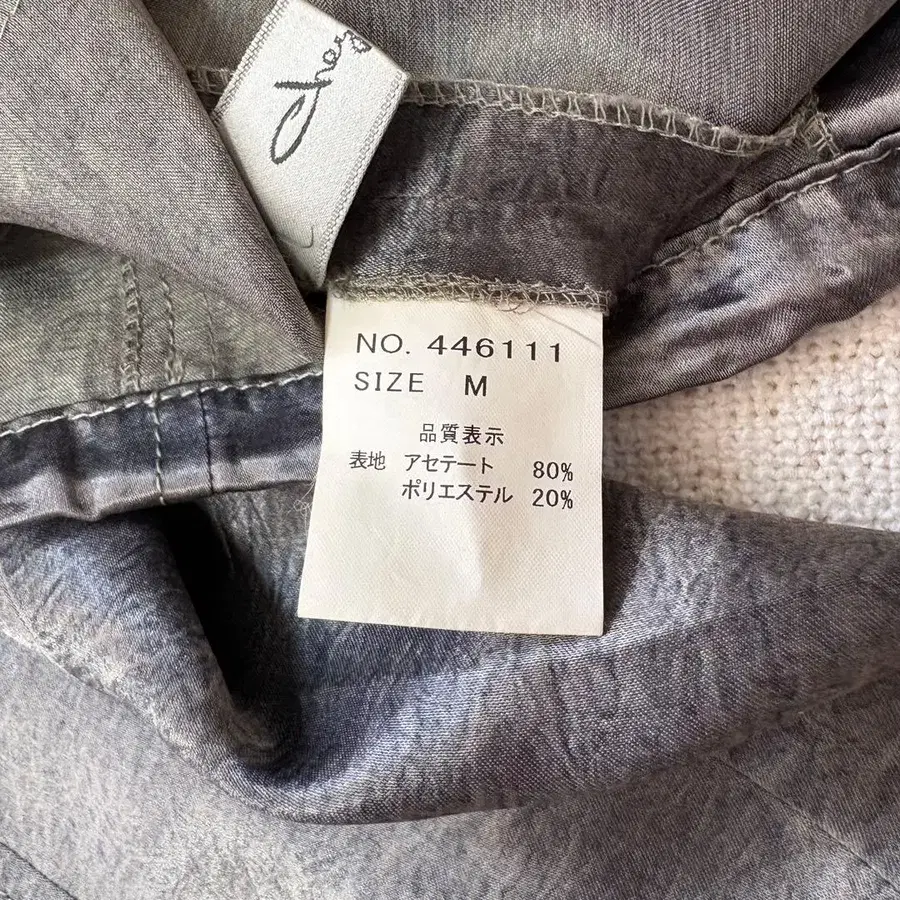 NO. 446111
SIZE M
品質表示
表地 アセテート 80%
ポリエステル 20%